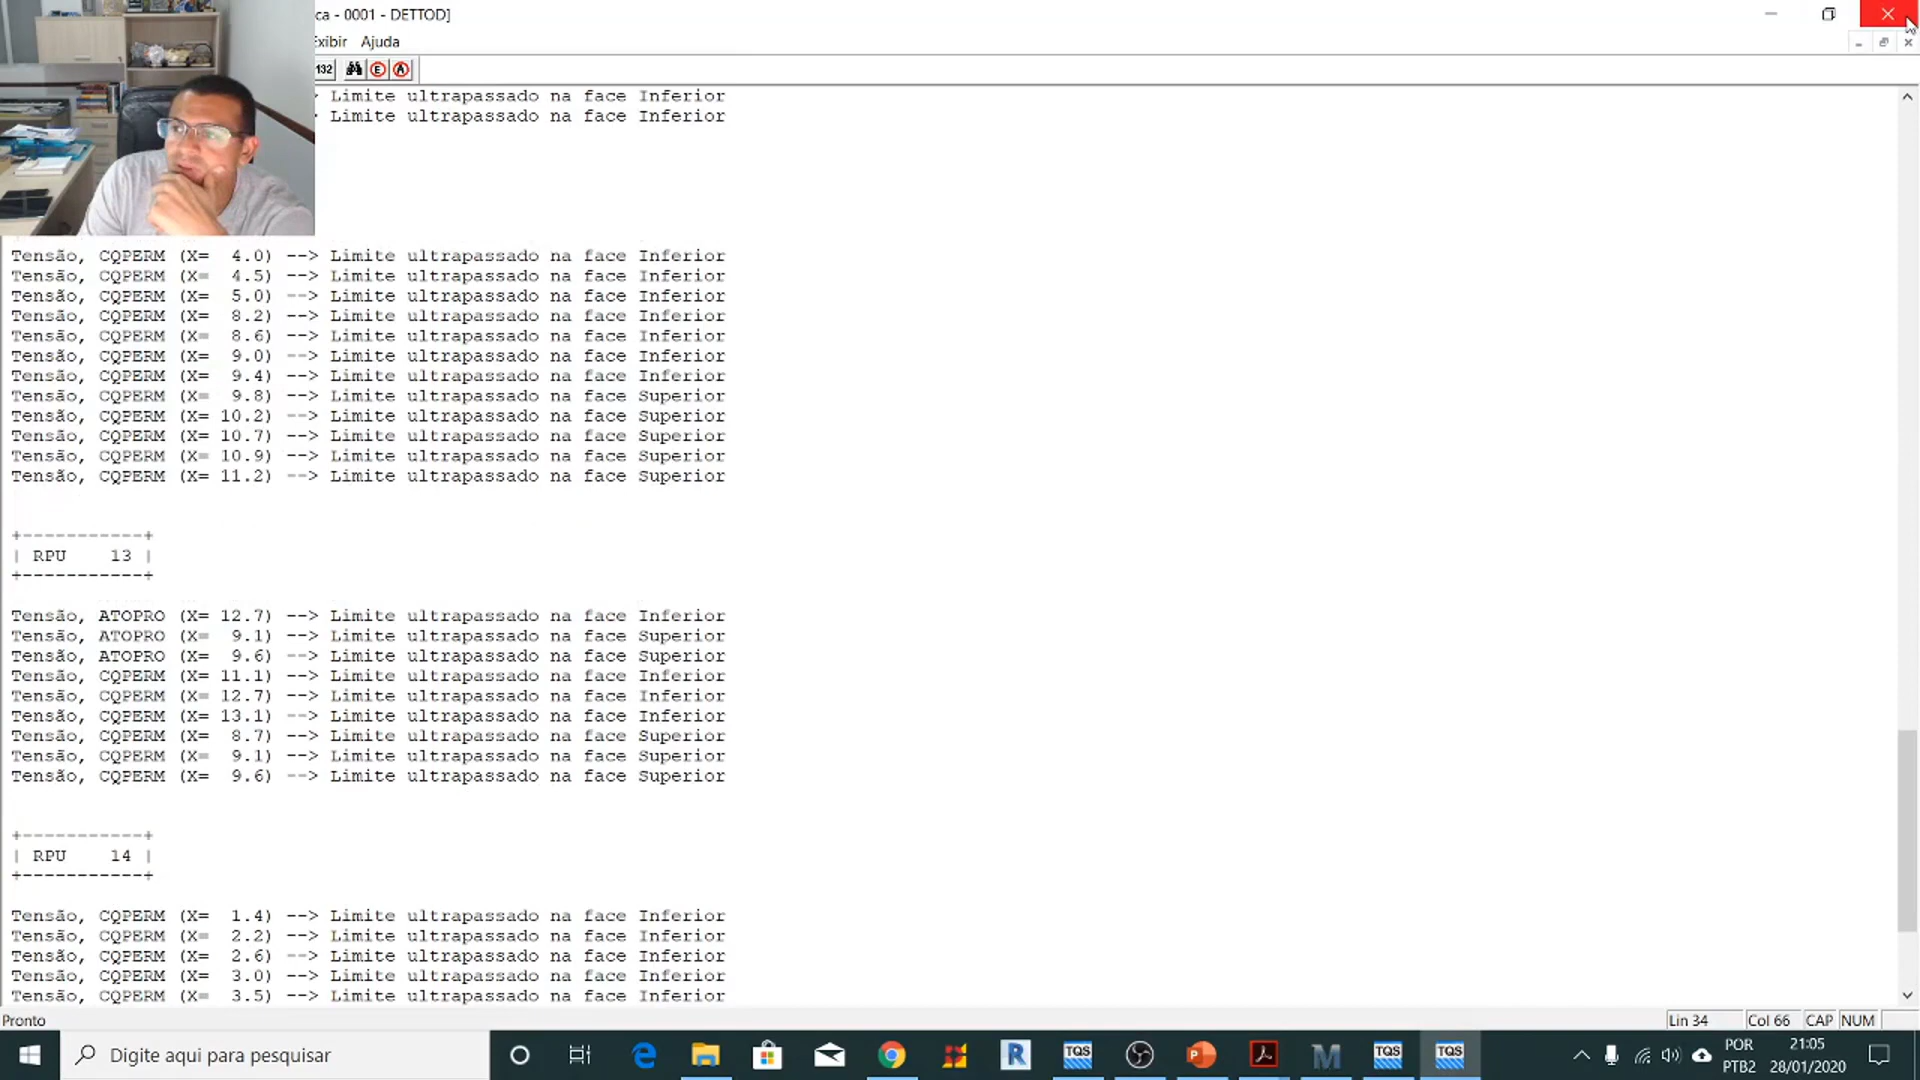 ca - 0001 - DETTOD]
Exibir Ajuda
132
Limite ultrapassado na face Inferior
Limite ultrapassado na face Inferior
Tensão, CQPERM (X=  4.0) --> Limite ultrapassado na face Inferior
Tensão, CQPERM (X=  4.5) --> Limite ultrapassado na face Inferior
Tensão, CQPERM (X=  5.0) --> Limite ultrapassado na face Inferior
Tensão, CQPERM (X=  8.2) --> Limite ultrapassado na face Inferior
Tensão, CQPERM (X=  8.6) --> Limite ultrapassado na face Inferior
Tensão, CQPERM (X=  9.0) --> Limite ultrapassado na face Inferior
Tensão, CQPERM (X=  9.4) --> Limite ultrapassado na face Inferior
Tensão, CQPERM (X=  9.8) --> Limite ultrapassado na face Superior
Tensão, CQPERM (X= 10.2) --> Limite ultrapassado na face Superior
Tensão, CQPERM (X= 10.7) --> Limite ultrapassado na face Superior
Tensão, CQPERM (X= 10.9) --> Limite ultrapassado na face Superior
Tensão, CQPERM (X= 11.2) --> Limite ultrapassado na face Superior
+-----------+
| RPU    13 |
+-----------+
Tensão, ATOPRO (X= 12.7) --> Limite ultrapassado na face Inferior
Tensão, ATOPRO (X=  9.1) --> Limite ultrapassado na face Superior
Tensão, ATOPRO (X=  9.6) --> Limite ultrapassado na face Superior
Tensão, CQPERM (X= 11.1) --> Limite ultrapassado na face Inferior
Tensão, CQPERM (X= 12.7) --> Limite ultrapassado na face Inferior
Tensão, CQPERM (X= 13.1) --> Limite ultrapassado na face Inferior
Tensão, CQPERM (X=  8.7) --> Limite ultrapassado na face Superior
Tensão, CQPERM (X=  9.1) --> Limite ultrapassado na face Superior
Tensão, CQPERM (X=  9.6) --> Limite ultrapassado na face Superior
+-----------+
| RPU    14 |
+-----------+
Tensão, CQPERM (X=  1.4) --> Limite ultrapassado na face Inferior
Tensão, CQPERM (X=  2.2) --> Limite ultrapassado na face Inferior
Tensão, CQPERM (X=  2.6) --> Limite ultrapassado na face Inferior
Tensão, CQPERM (X=  3.0) --> Limite ultrapassado na face Inferior
Tensão, CQPERM (X=  3.5) --> Limite ultrapassado na face Inferior
Pronto
Lin 34 Col 66 CAP NUM
Digite aqui para pesquisar
TQS TQS TQS
POR 21:05
PTB2 28/01/2020